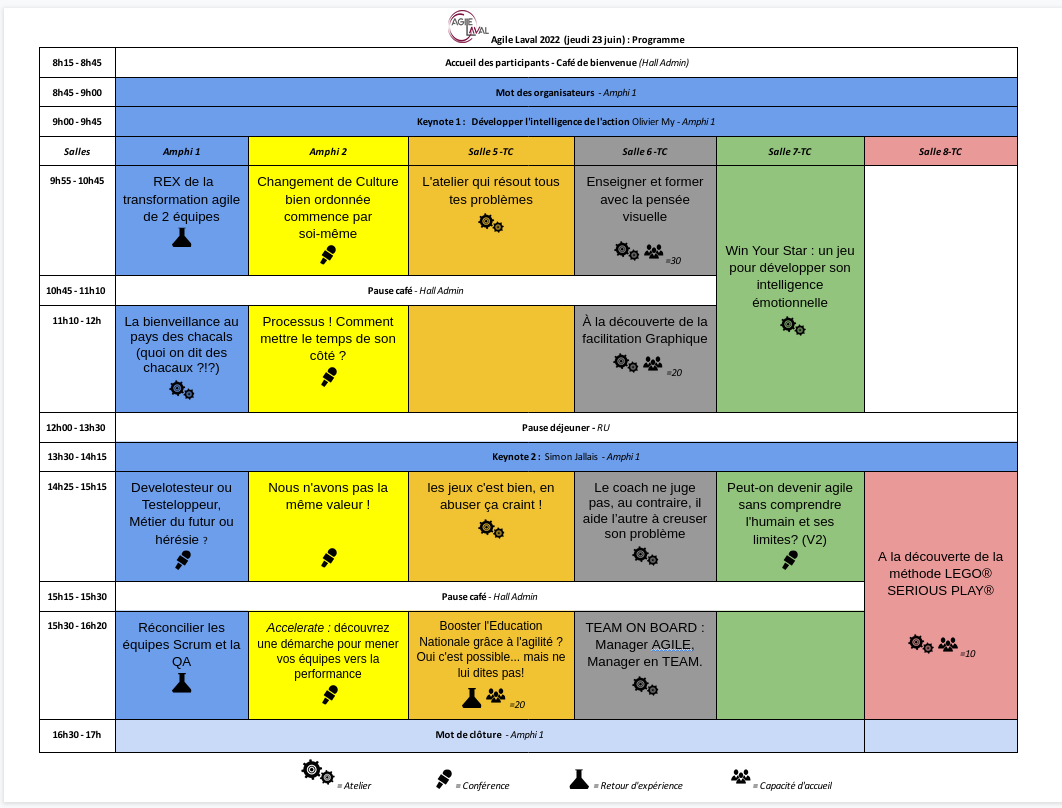 AGILE
LAVAL
Agile Laval 2022 (jeudi 23 juin) : Programme
8h15 - 8h45
Accueil des participants - Café de bienvenue (Hall Admin)
8h45 - 9h00
Mot des organisateurs - Amphi 1
9h00 - 9h45
Keynote 1 : Développer l'intelligence de l'action Olivier My - Amphi 1
Salles
Amphi 1
Amphi 2
Salle 5 -TC
Salle 6 -TC
Salle 7-TC
Salle 8-TC
9h55 - 10h45
REX de la
transformation agile
de 2 équipes
Changement de Culture
bien ordonnée
commence par
soi-même
L'atelier qui résout tous
tes problèmes
Enseigner et former
avec la pensée
visuelle
=30
Win Your Star : un jeu
pour développer son
intelligence
émotionnelle
10h45 - 11h10
Pause café - Hall Admin
11h10 - 12h
La bienveillance au
pays des chacals
(quoi on dit des
chacaux ?!?)
Processus ! Comment
mettre le temps de son
côté ?
À la découverte de la
facilitation Graphique
=20
12h00 - 13h30
Pause déjeuner - RU
13h30 - 14h15
Keynote 2 : Simon Jallais - Amphi 1
14h25 - 15h15
Develotesteur ou
Testeloppeur,
Métier du futur ou
hérésie ?
Nous n'avons pas la
même valeur !
les jeux c'est bien, en
abuser ça craint !
Le coach ne juge
pas, au contraire, il
aide l'autre à creuser
son problème
Peut-on devenir agile
sans comprendre
l'humain et ses
limites? (V2)
A la découverte de la
méthode LEGO®
SERIOUS PLAY®
=10
15h15 - 15h30
Pause café - Hall Admin
15h30 - 16h20
Réconcilier les
équipes Scrum et la
QA
Accelerate : découvrez
une démarche pour mener
vos équipes vers la
performance
Booster l'Education
Nationale grâce à l'agilité ?
Oui c'est possible... mais ne
lui dites pas!
=20
TEAM ON BOARD :
Manager AGILE,
Manager en TEAM.
16h30 - 17h
Mot de clôture - Amphi 1
= Atelier
= Conférence
= Retour d'expérience
= Capacité d'accueil